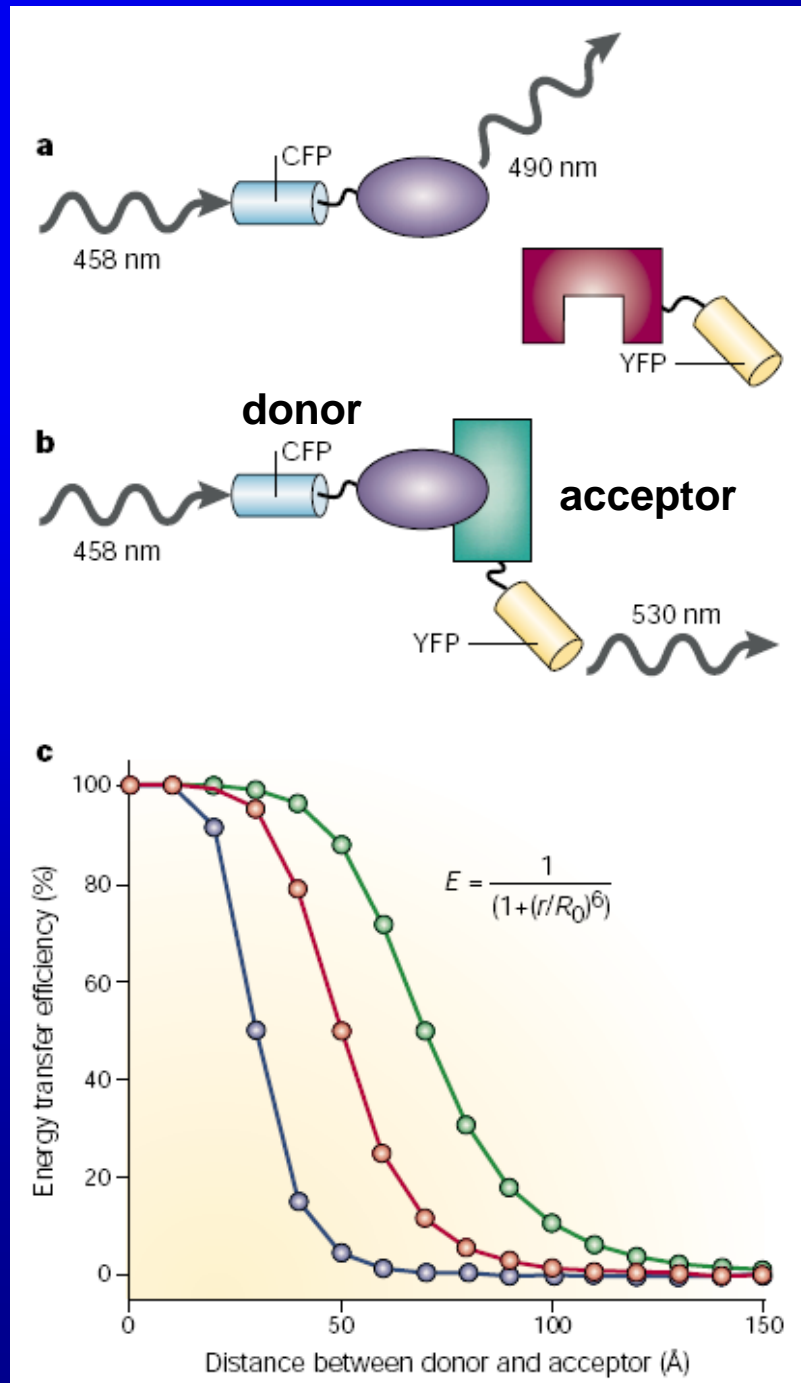 a
CFP
490 nm
458 nm
YFP
donor
b
CFP
acceptor
458 nm
530 nm
YFP
c
100
80
60
40
20
0
E = 1/(1+(r/R₀)⁶)
Energy transfer efficiency (%)
0 50 100 150
Distance between donor and acceptor (Å)